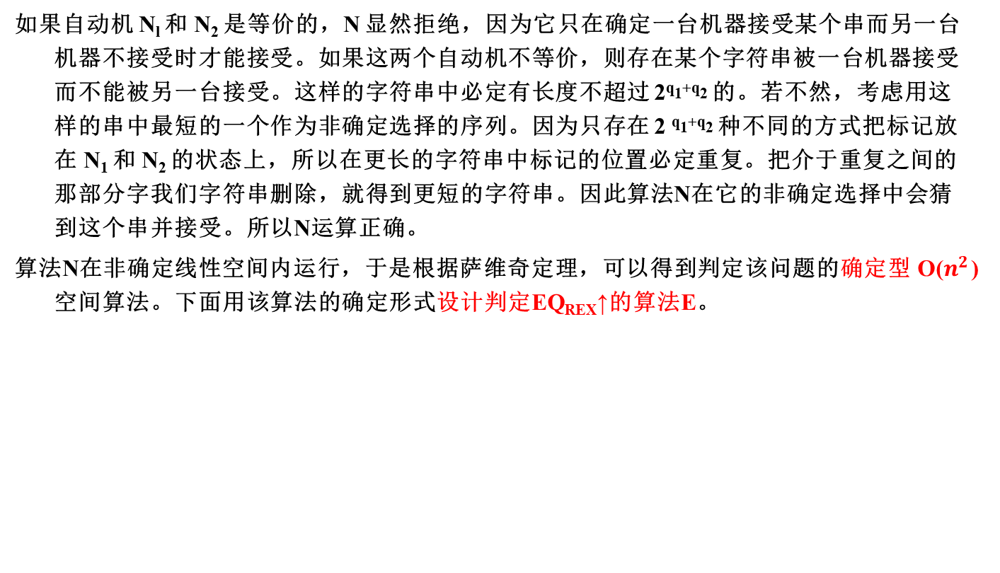 如果自动机 Nl 和 N2 是等价的，N 显然拒绝，因为它只在确定一台机器接受某个串而另一台
机器不接受时才能接受。如果这两个自动机不等价，则存在某个字符串被一台机器接受
而不能被另一台接受。这样的字符串中必定有长度不超过 2^{q1+q2} 的。若不然，考虑用这
样的串中最短的一个作为非确定选择的序列。因为只存在 2 ^{q1+q2} 种不同的方式把标记放
在 N1 和 N2 的状态上，所以在更长的字符串中标记的位置必定重复。把介于重复之间的
那部分字我们字符串删除，就得到更短的字符串。因此算法N在它的非确定选择中会猜
到这个串并接受。所以N运算正确。
算法N在非确定线性空间内运行，于是根据萨维奇定理，可以得到判定该问题的确定型 O(n²)
空间算法。下面用该算法的确定形式设计判定EQREX↑的算法E。